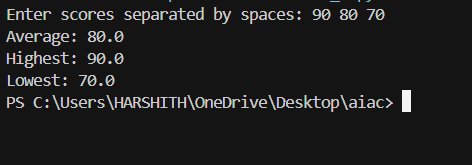 Enter scores separated by spaces: 90 80 70
Average: 80.0
Highest: 90.0
Lowest: 70.0
PS C:\Users\HARSHITH\OneDrive\Desktop\aiac>